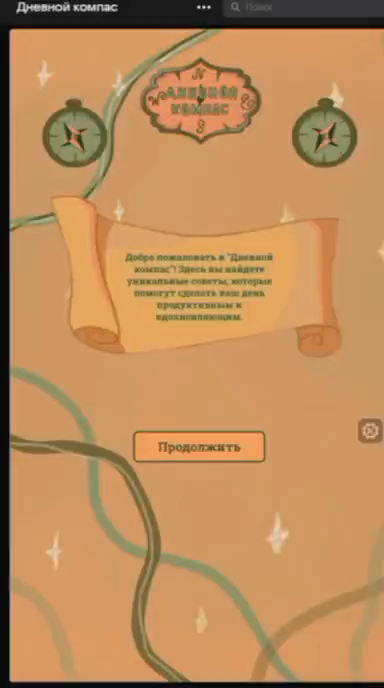 Дневной компас
Поиск
N
ДНЕВНОЙ
КОМПАС
S
Добро пожаловать в "Дневной
компас"! Здесь вы найдете
уникальные советы, которые
помогут сделать ваш день
продуктивным и
вдохновляющим.
Продолжить